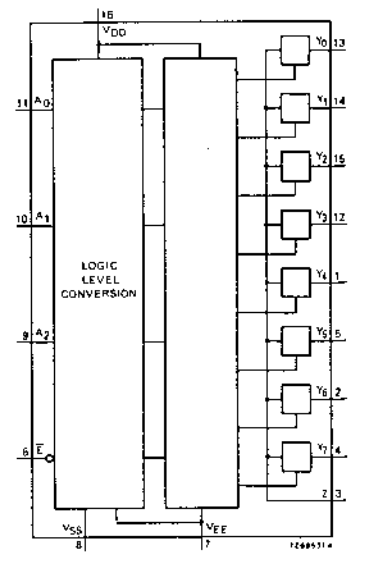 16
VDD
Y0 13
11 A0
Y1 14
Y2 15
10 A1
Y3 12
LOGIC
LEVEL
CONVERSION
Y4 1
9 A2
Y5 5
Y6 2
6 E̅
Y7 4
Z 3
VSS
VEE
8
7